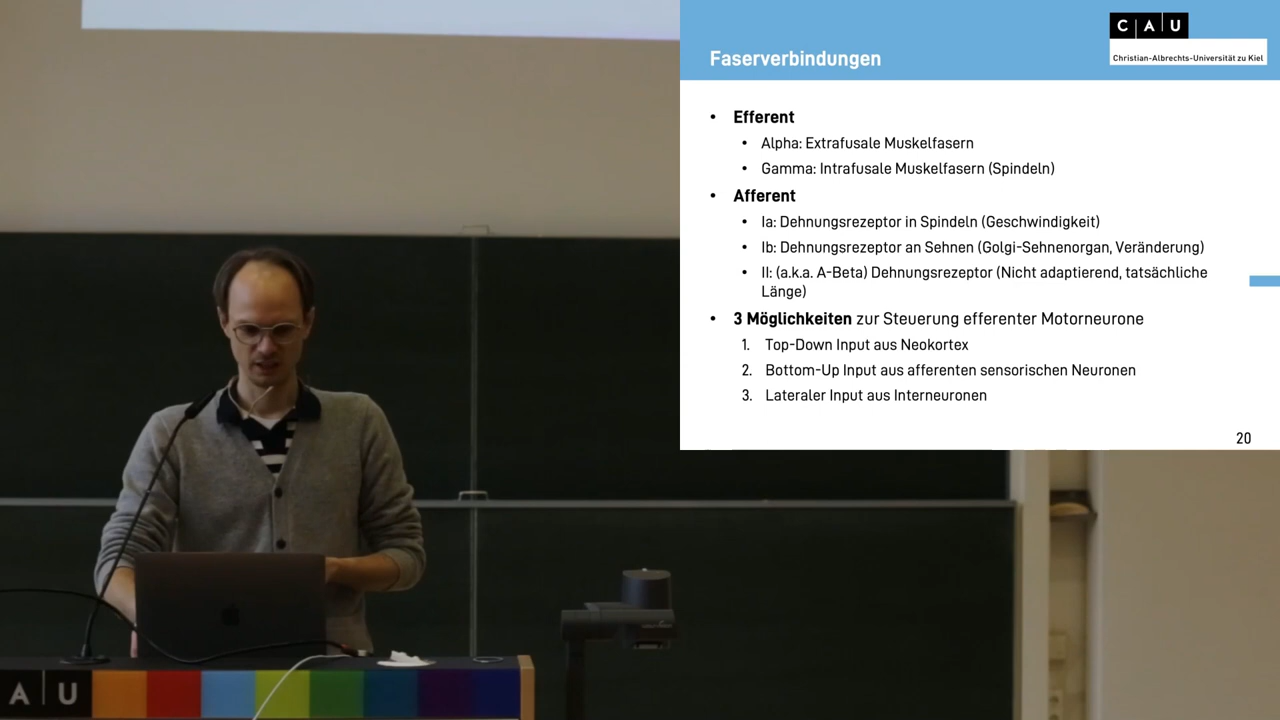 Faserverbindungen
C A U
Christian-Albrechts-Universität zu Kiel
• Efferent
• Alpha: Extrafusale Muskelfasern
• Gamma: Intrafusale Muskelfasern (Spindeln)
• Afferent
• Ia: Dehnungsrezeptor in Spindeln (Geschwindigkeit)
• Ib: Dehnungsrezeptor an Sehnen (Golgi-Sehnenorgan, Veränderung)
• II: (a.k.a. A-Beta) Dehnungsrezeptor (Nicht adaptierend, tatsächliche
Länge)
• 3 Möglichkeiten zur Steuerung efferenter Motorneurone
1. Top-Down Input aus Neokortex
2. Bottom-Up Input aus afferenten sensorischen Neuronen
3. Lateraler Input aus Interneuronen
20
A U